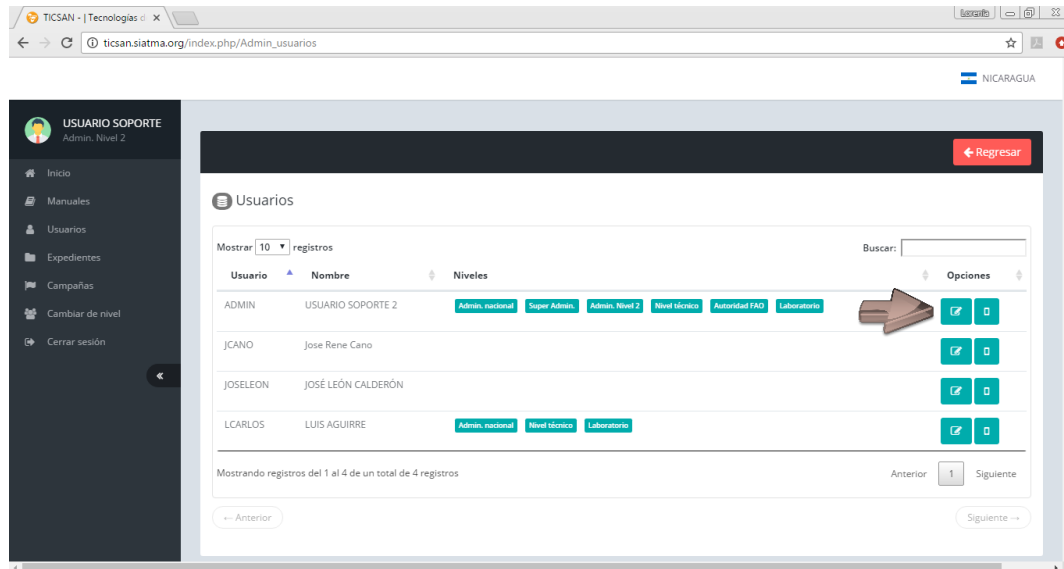 TICSAN - | Tecnologías d
Lorenla
ticsan.siatma.org/index.php/Admin_usuarios
NICARAGUA
USUARIO SOPORTE
Admin. Nivel 2
Inicio
Manuales
Usuarios
Expedientes
Campañas
Cambiar de nivel
Cerrar sesión
Regresar
Usuarios
Mostrar 10 registros
Buscar:
Usuario Nombre Niveles Opciones
ADMIN USUARIO SOPORTE 2 Admin. nacional Super Admin. Admin. Nivel 2 Nivel técnico Autoridad FAO Laboratorio
JCANO Jose Rene Cano
JOSELEON JOSÉ LEÓN CALDERÓN
LCARLOS LUIS AGUIRRE Admin. nacional Nivel técnico Laboratorio
Mostrando registros del 1 al 4 de un total de 4 registros
Anterior 1 Siguiente
← Anterior
Siguiente →